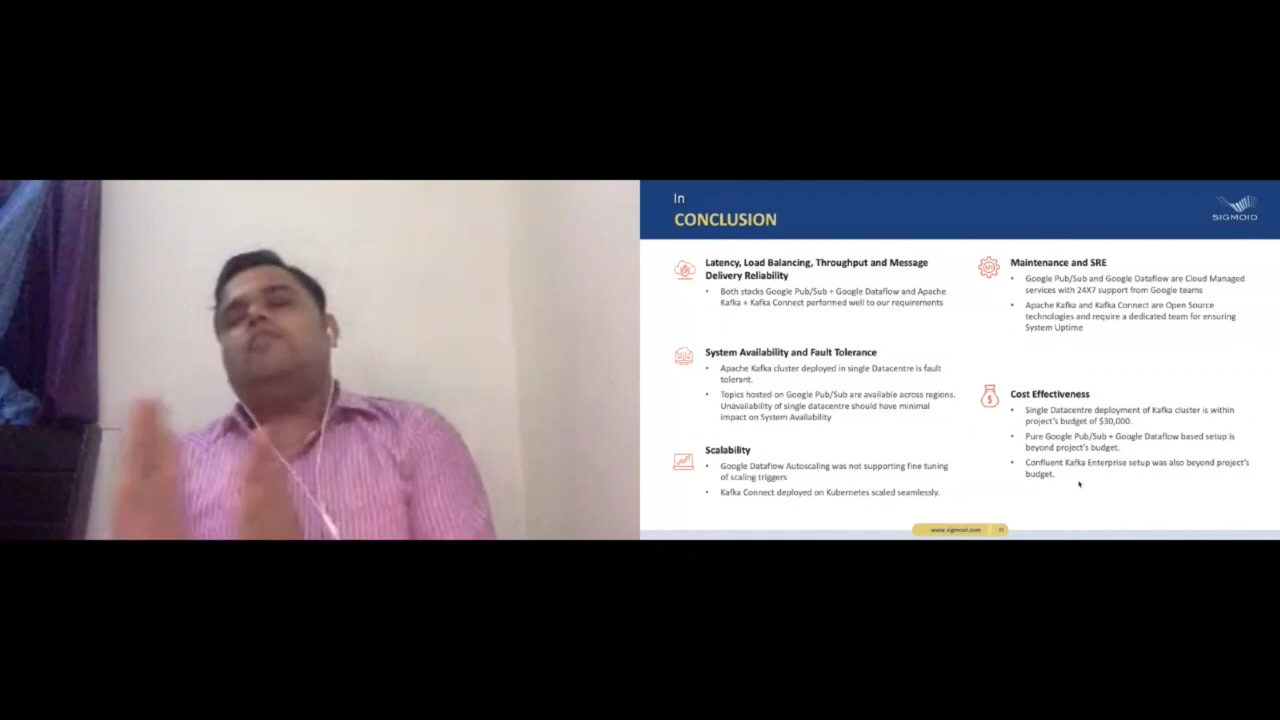 In
CONCLUSION
SIGMOID
Latency, Load Balancing, Throughput and Message
Delivery Reliability
• Both stacks Google Pub/Sub + Google Dataflow and Apache
Kafka + Kafka Connect performed well to our requirements
System Availability and Fault Tolerance
• Apache Kafka cluster deployed in single Datacentre is fault
tolerant.
• Topics hosted on Google Pub/Sub are available across regions.
Unavailability of single datacentre should have minimal
impact on System Availability
Scalability
• Google Dataflow Autoscaling was not supporting fine tuning
of scaling triggers
• Kafka Connect deployed on Kubernetes scaled seamlessly.
Maintenance and SRE
• Google Pub/Sub and Google Dataflow are Cloud Managed
services with 24X7 support from Google teams
• Apache Kafka and Kafka Connect are Open Source
technologies and require a dedicated team for ensuring
System Uptime
Cost Effectiveness
• Single Datacentre deployment of Kafka cluster is within
project's budget of $30,000.
• Pure Google Pub/Sub + Google Dataflow based setup is
beyond project's budget.
• Confluent Kafka Enterprise setup was also beyond project's
budget.
www.sigmoid.com